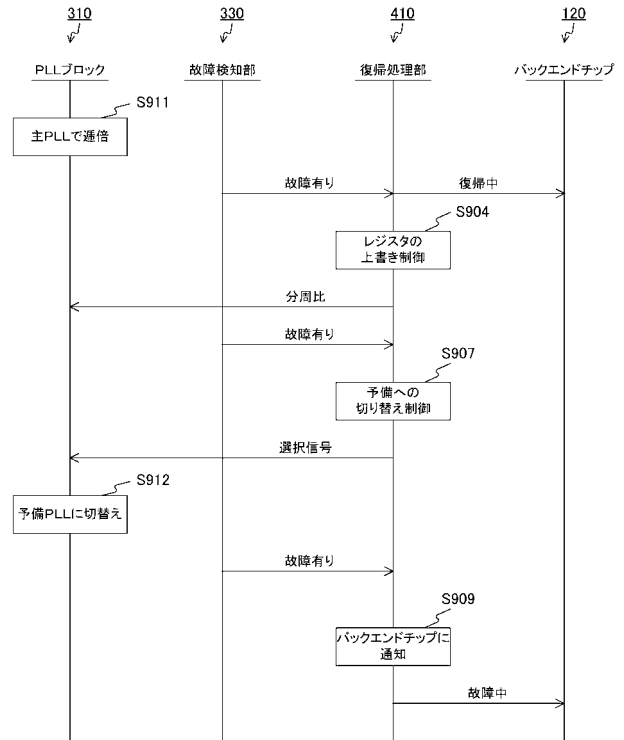 310 330 410 120
PLLブロック 故障検知部 復帰処理部 バックエンドチップ
S911
主PLLで逓倍
故障有り 復帰中
S904
レジスタの
上書き制御
分周比
故障有り
S907
予備への
切り替え制御
選択信号
S912
予備PLLに切替え
故障有り
S909
バックエンドチップに
通知
故障中